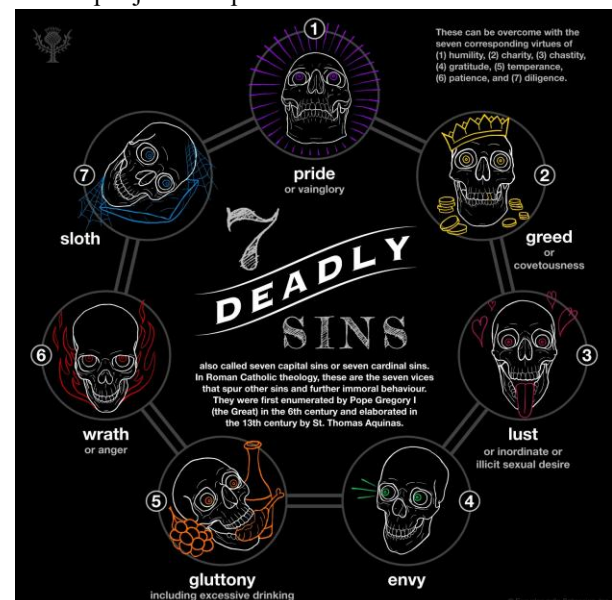 ①
These can be overcome with the
seven corresponding virtues of
(1) humility, (2) charity, (3) chastity,
(4) gratitude, (5) temperance,
(6) patience, and (7) diligence.
pride
or vainglory
②
greed
or
covetousness
③
lust
or inordinate or
illicit sexual desire
④
envy
⑤
gluttony
including excessive drinking
⑥
wrath
or anger
⑦
sloth
7
DEADLY
SINS
also called seven capital sins or seven cardinal sins.
In Roman Catholic theology, these are the seven vices
that spur other sins and further immoral behaviour.
They were first enumerated by Pope Gregory I
(the Great) in the 6th century and elaborated in
the 13th century by St. Thomas Aquinas.